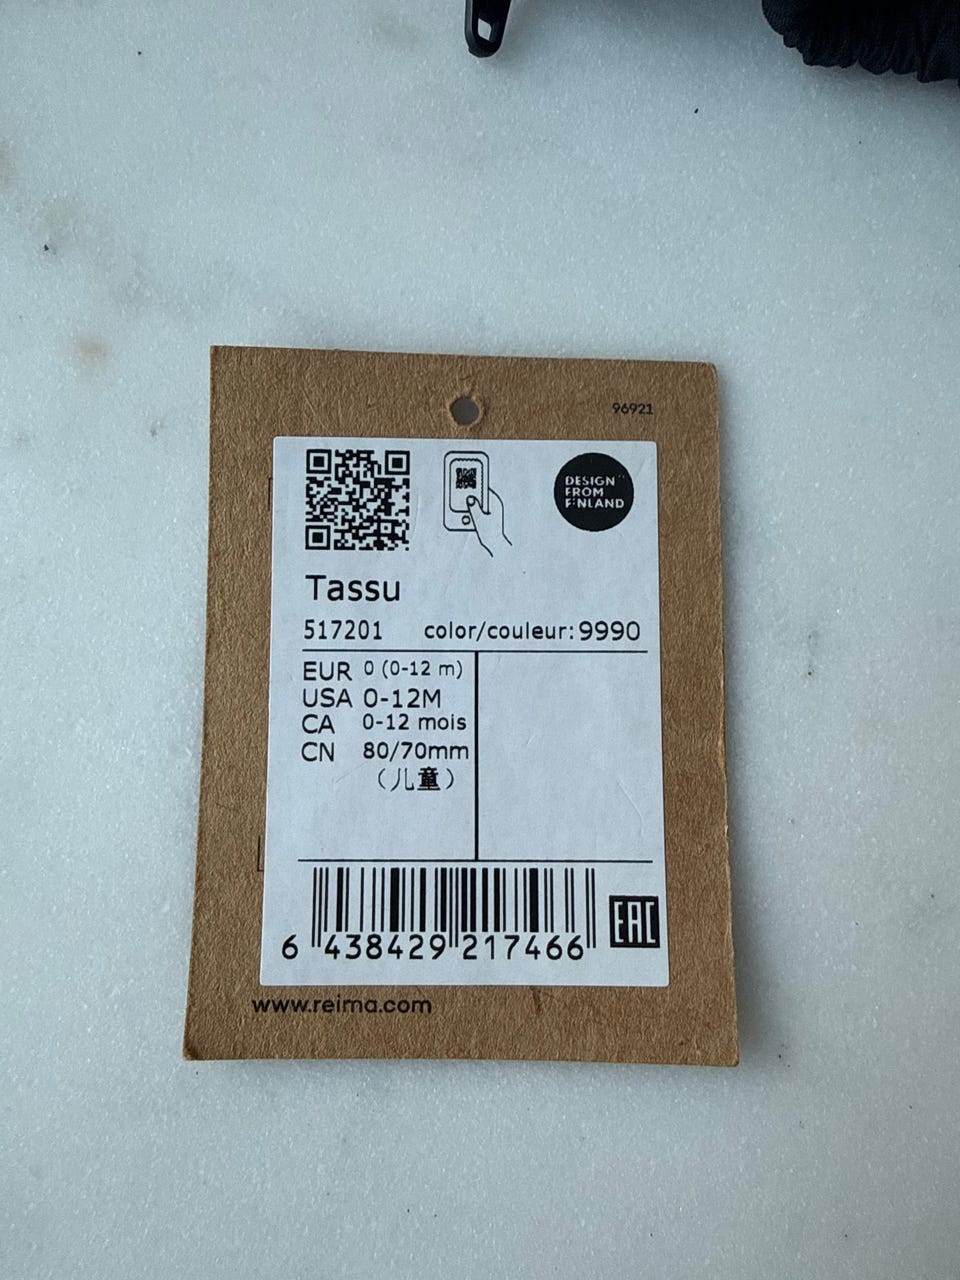 96921
DESIGN
FROM
FINLAND
Tassu
517201 color/couleur: 9990
EUR 0 (0-12 m)
USA 0-12M
CA 0-12 mois
CN 80/70mm
（儿童）
6 438429 217466
EAC
www.reima.com